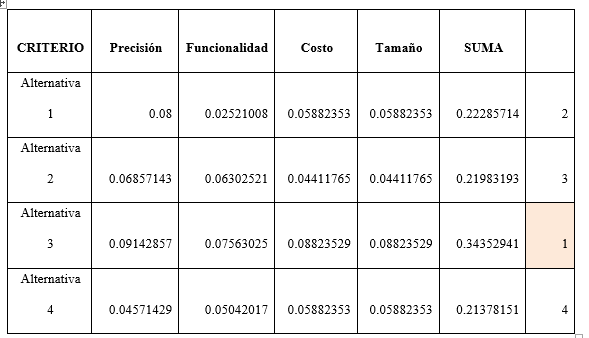 CRITERIO Precisión Funcionalidad Costo Tamaño SUMA
Alternativa
1 0.08 0.02521008 0.05882353 0.05882353 0.22285714 2
Alternativa
2 0.06857143 0.06302521 0.04411765 0.04411765 0.21983193 3
Alternativa
3 0.09142857 0.07563025 0.08823529 0.08823529 0.34352941 1
Alternativa
4 0.04571429 0.05042017 0.05882353 0.05882353 0.21378151 4